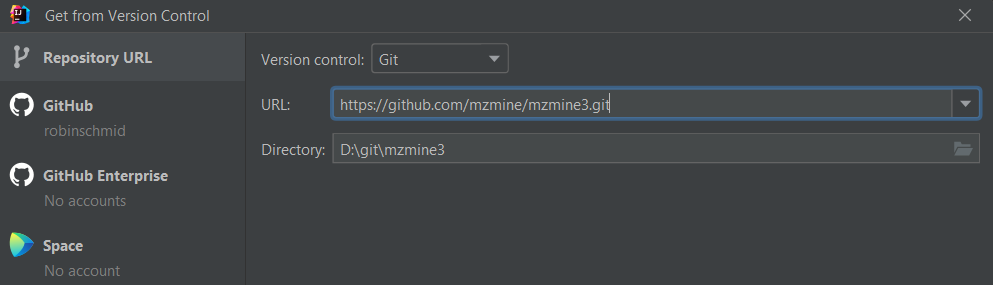 Get from Version Control
Repository URL
GitHub
robinschmid
GitHub Enterprise
No accounts
Space
No account
Version control: Git
URL: https://github.com/mzmine/mzmine3.git
Directory: D:\git\mzmine3